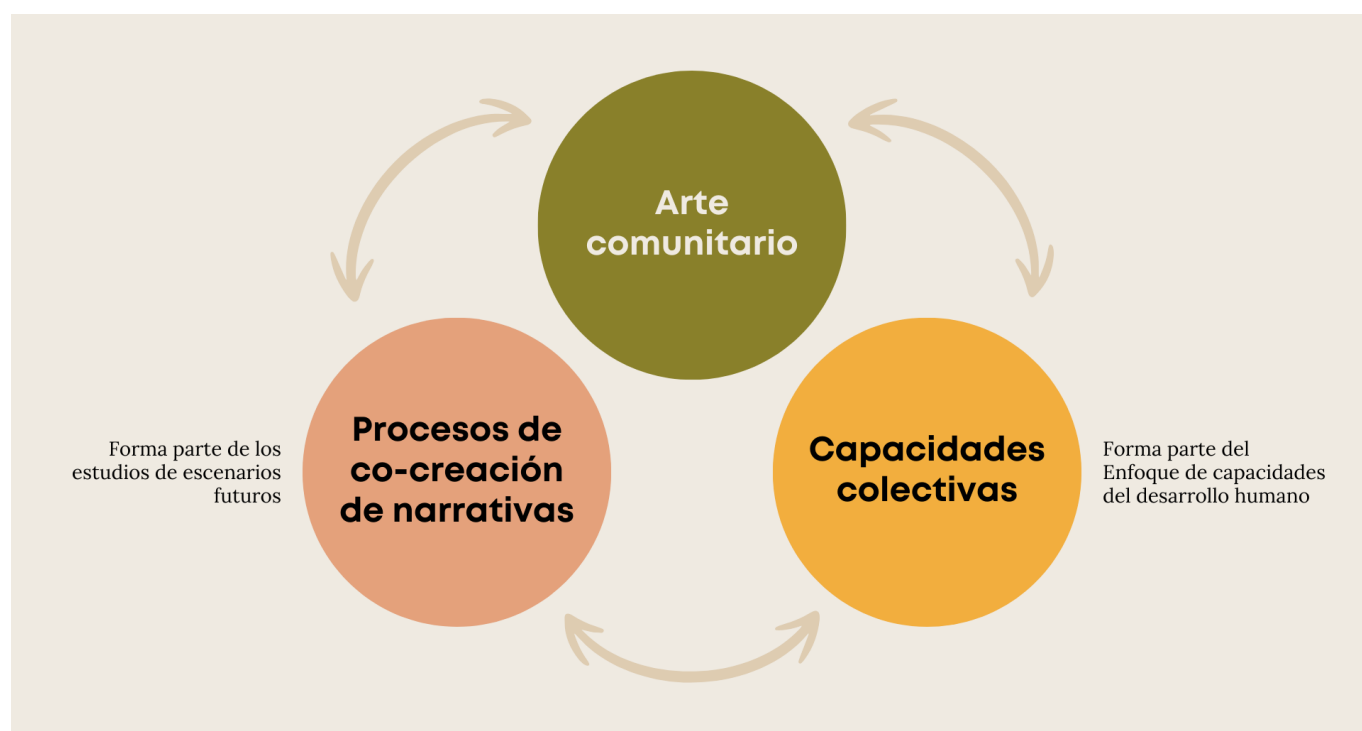 Arte
comunitario
Procesos de
co-creación
de narrativas
Forma parte de los
estudios de escenarios
futuros
Capacidades
colectivas
Forma parte del
Enfoque de capacidades
del desarrollo humano